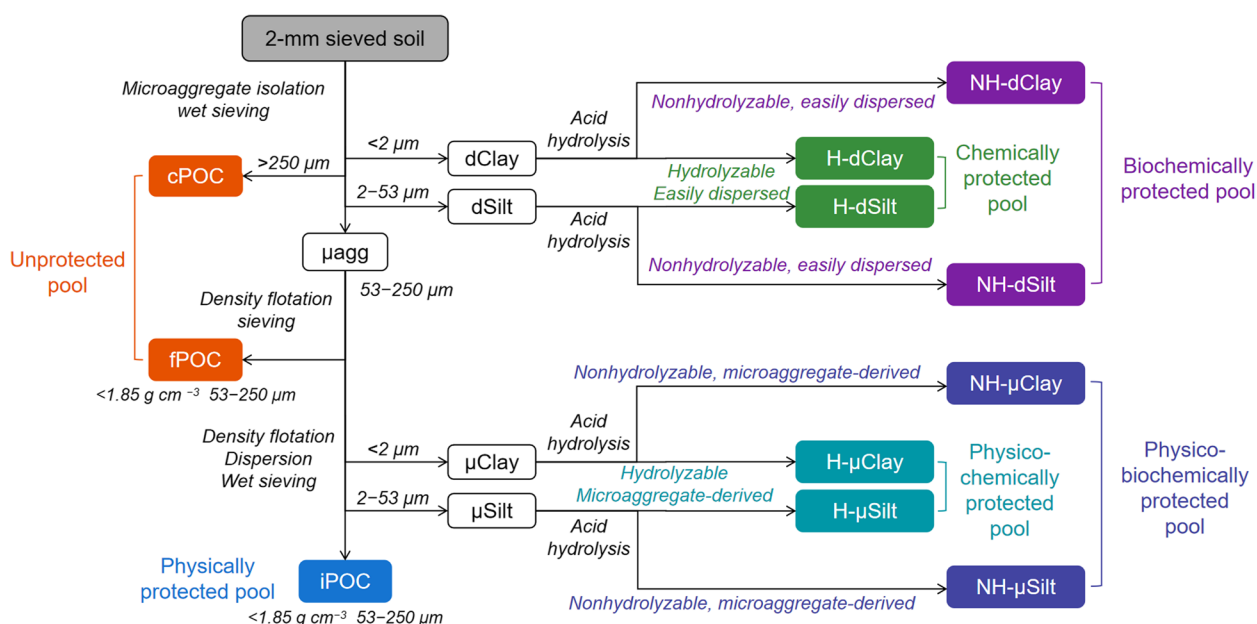 2-mm sieved soil
Microaggregate isolation
wet sieving
>250 µm
cPOC
<2 µm
dClay
2−53 µm
dSilt
µagg
53−250 µm
Unprotected
pool
Density flotation
sieving
fPOC
<1.85 g cm⁻³ 53−250 µm
Acid
hydrolysis
Nonhydrolyzable, easily dispersed
NH-dClay
Hydrolyzable
Easily dispersed
H-dClay
H-dSilt
Chemically
protected
pool
Acid
hydrolysis
Nonhydrolyzable, easily dispersed
NH-dSilt
Biochemically
protected pool
Density flotation
Dispersion
Wet sieving
<2 µm
µClay
2−53 µm
µSilt
Acid
hydrolysis
Nonhydrolyzable, microaggregate-derived
NH-µClay
Hydrolyzable
Microaggregate-derived
H-µClay
H-µSilt
Physico-
chemically
protected
pool
Acid
hydrolysis
Nonhydrolyzable, microaggregate-derived
NH-µSilt
Physico-
biochemically
protected
pool
Physically
protected pool
iPOC
<1.85 g cm⁻³ 53−250 µm